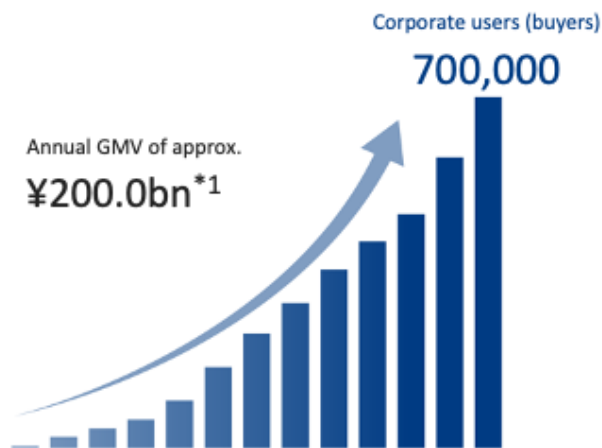 Corporate users (buyers)
700,000
Annual GMV of approx.
¥200.0bn*1